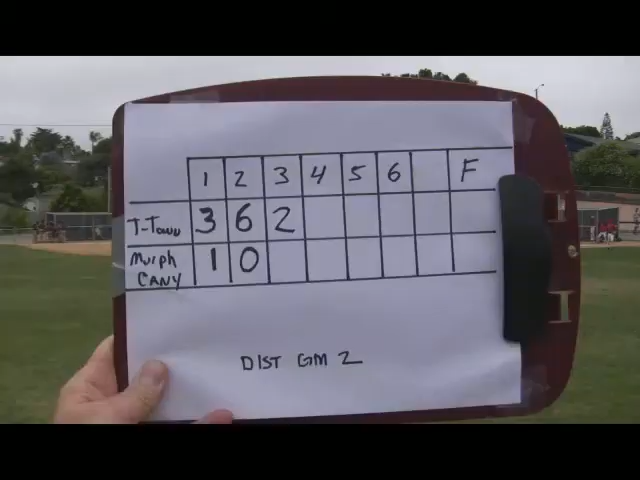 1 2 3 4 5 6 F
T-Town 3 6 2
Murph 1 0
CANY
DIST GM 2